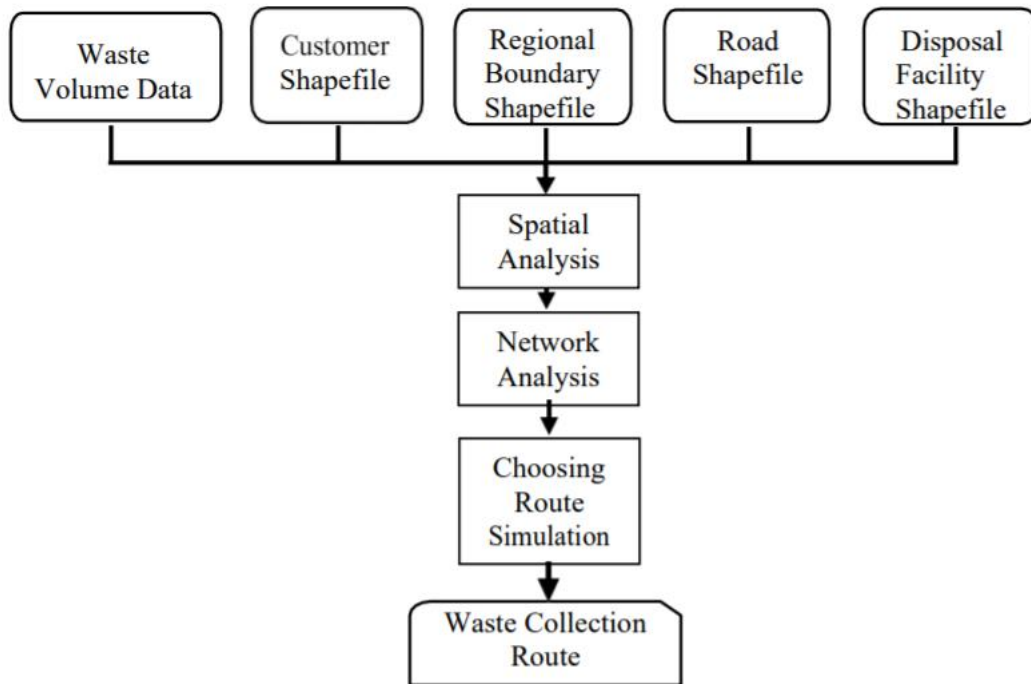 Waste
Volume Data
Customer
Shapefile
Regional
Boundary
Shapefile
Road
Shapefile
Disposal
Facility
Shapefile
Spatial
Analysis
Network
Analysis
Choosing
Route
Simulation
Waste Collection
Route